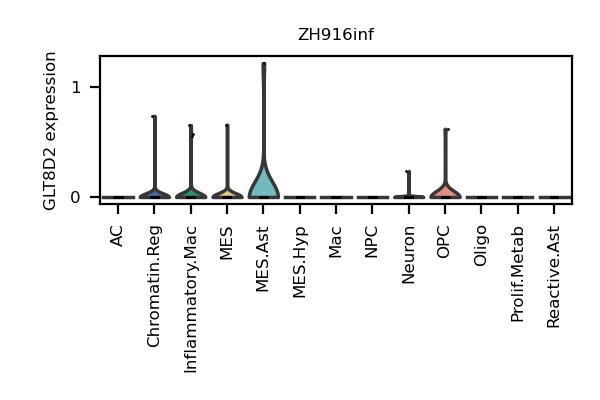 ZH916inf
GLT8D2 expression
1
0
AC
Chromatin.Reg
Inflammatory.Mac
MES
MES.Ast
MES.Hyp
Mac
NPC
Neuron
OPC
Oligo
Prolif.Metab
Reactive.Ast